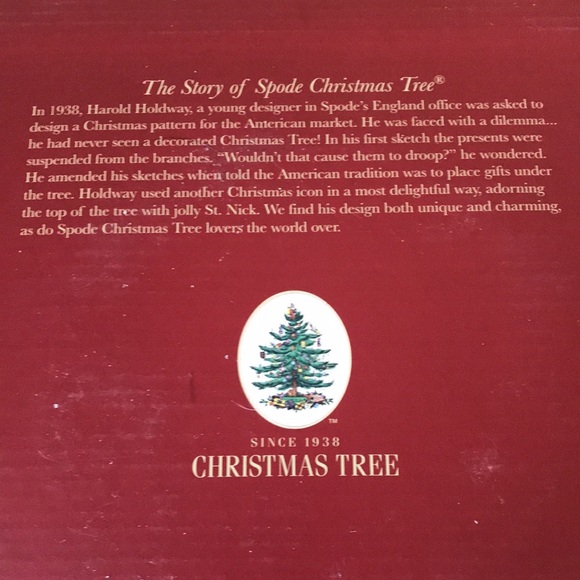 The Story of Spode Christmas Tree®
In 1938, Harold Holdway, a young designer in Spode's England office was asked to
design a Christmas pattern for the American market. He was faced with a dilemma...
he had never seen a decorated Christmas Tree! In his first sketch the presents were
suspended from the branches. “Wouldn't that cause them to droop?” he wondered.
He amended his sketches when told the American tradition was to place gifts under
the tree. Holdway used another Christmas icon in a most delightful way, adorning
the top of the tree with jolly St. Nick. We find his design both unique and charming,
as do Spode Christmas Tree lovers the world over.
™
SINCE 1938
CHRISTMAS TREE